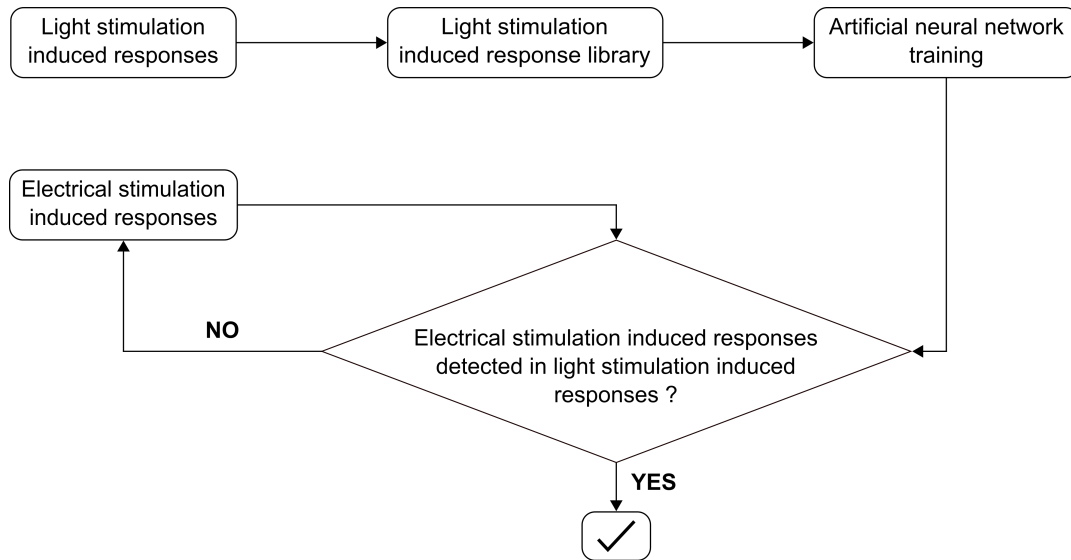 Light stimulation
induced responses
Light stimulation
induced response library
Artificial neural network
training
Electrical stimulation
induced responses
NO
Electrical stimulation induced responses
detected in light stimulation induced
responses ?
YES